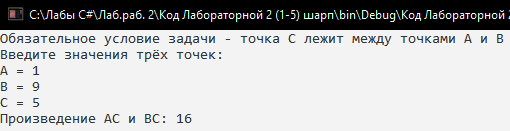 C:\Лабы C#\Лаб.раб. 2\Код Лабораторной 2 (1-5) шарп\bin\Debug\Код Лабораторной 2
Обязательное условие задачи - точка С лежит между точками А и В
Введите значения трёх точек:
A = 1
B = 9
C = 5
Произведение AC и BC: 16